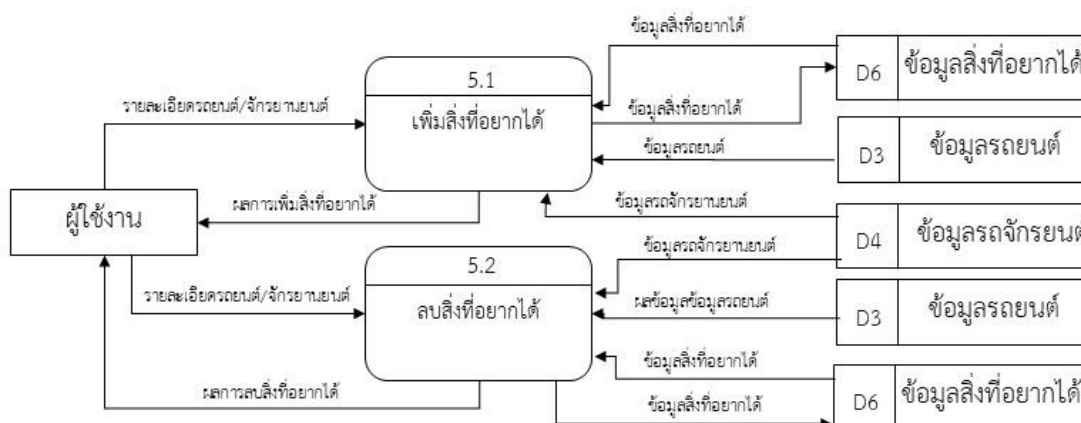 ข้อมูลสิ่งที่อยากได้
D6 ข้อมูลสิ่งที่อยากได้
5.1
รายละเอียดรถยนต์/จักรยานยนต์
เพิ่มสิ่งที่อยากได้
ข้อมูลสิ่งที่อยากได้
ข้อมูลรถยนต์
D3 ข้อมูลรถยนต์
ผู้ใช้งาน
ผลการเพิ่มสิ่งที่อยากได้
ข้อมูลรถจักรยานยนต์
D4 ข้อมูลรถจักรยนต์
ข้อมูลรถจักรยานยนต์
5.2
รายละเอียดรถยนต์/จักรยานยนต์
ลบสิ่งที่อยากได้
ผลข้อมูลข้อมูลรถยนต์
D3 ข้อมูลรถยนต์
ข้อมูลสิ่งที่อยากได้
ผลการลบสิ่งที่อยากได้
ข้อมูลสิ่งที่อยากได้
D6 ข้อมูลสิ่งที่อยากได้